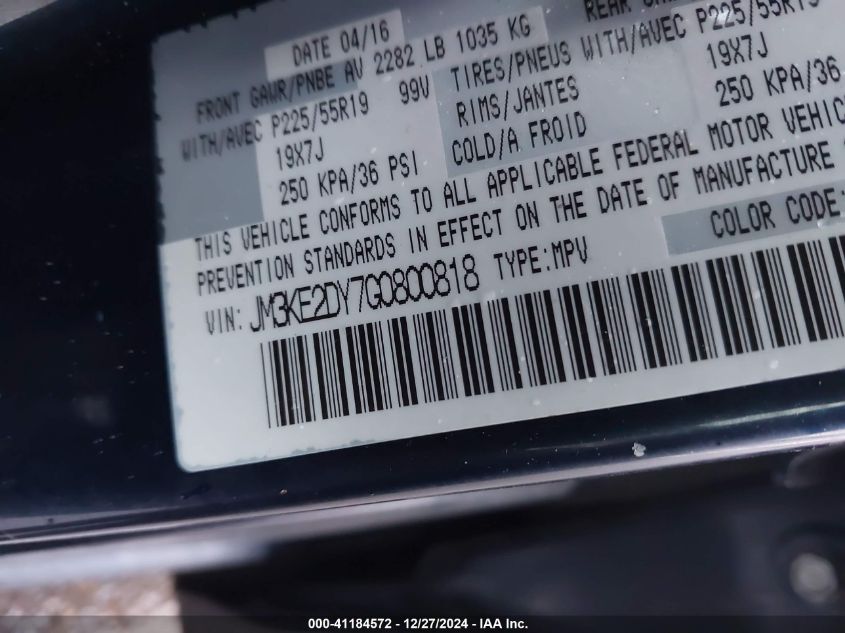 DATE 04/16
FRONT GAWR/PNBE AV 2282 LB 1035 KG
WITH/AVEC P225/55R19 99V TIRES/PNEUS WITH/AVEC P225/55R19
19X7J RIMS/JANTES 19X7J
250 KPA/36 PSI COLD/A FROID 250 KPA/36
THIS VEHICLE CONFORMS TO ALL APPLICABLE FEDERAL MOTOR VEHIC
PREVENTION STANDARDS IN EFFECT ON THE DATE OF MANUFACTURE
COLOR CODE:
VIN: JM3KE2DY7G0800818 TYPE:MPV
000-41184572 – 12/27/2024 – IAA Inc.